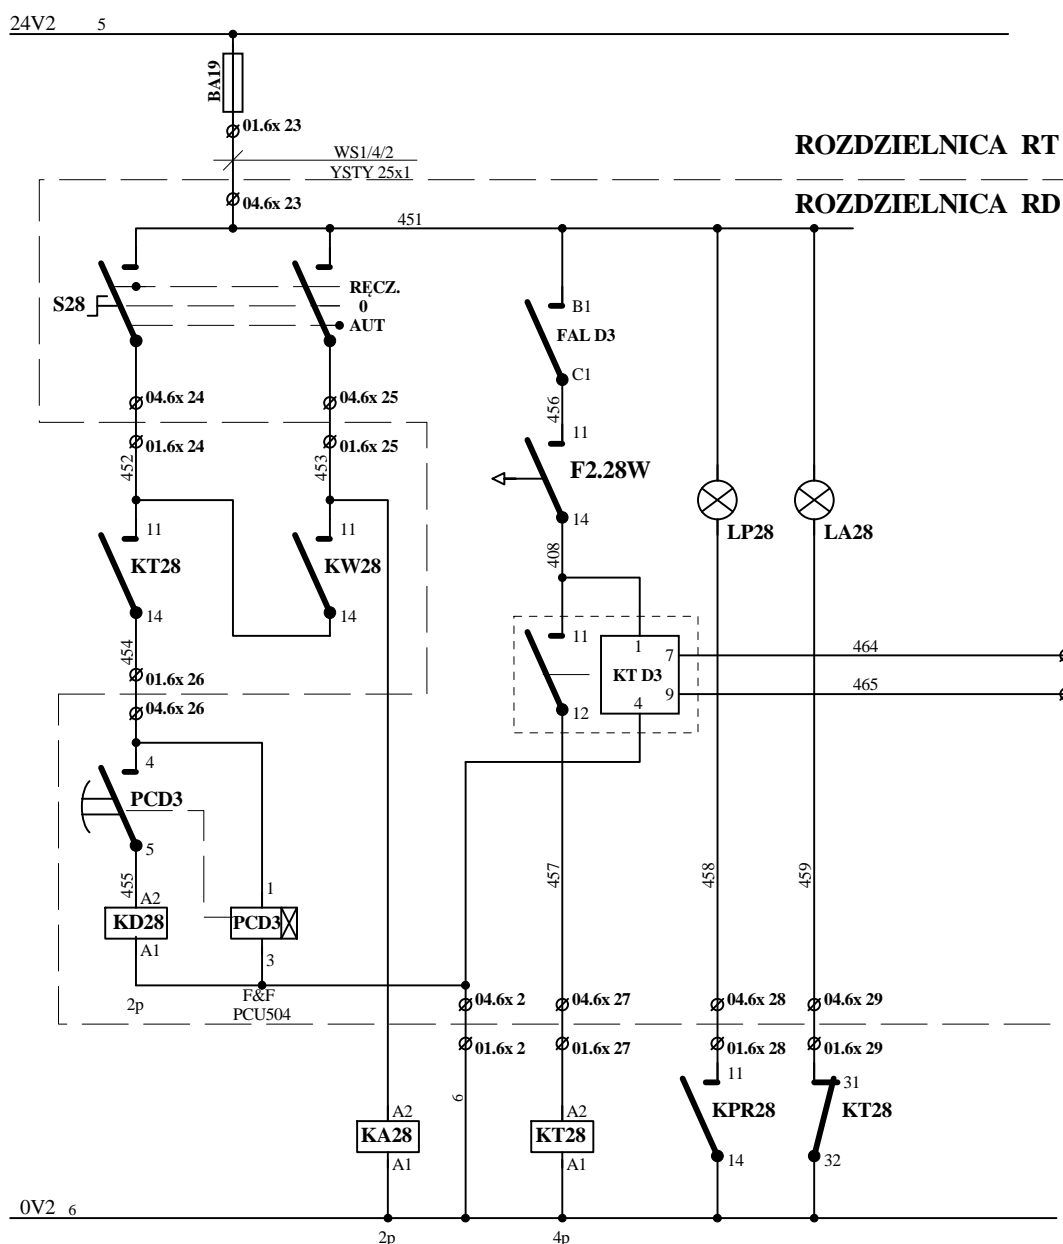 24V2 5
BA19
01.6x 23
WS1/4/2
YSTY 25x1
ROZDZIELNICA RT
04.6x 23
ROZDZIELNICA RD
451
S28
RĘCZ.
0
AUT
B1
FAL D3
C1
04.6x 24
04.6x 25
456
01.6x 24
01.6x 25
11
452
453
F2.28W
LP28
LA28
14
11
11
408
KT28
KW28
14
14
11
1
7
464
454
KT D3
01.6x 26
9
465
4
04.6x 26
12
4
PCD3
5
457
458
459
455
A2
1
KD28
PCD3
A1
3
2p
F&F
PCU504
04.6x 2
04.6x 27
04.6x 28
04.6x 29
01.6x 2
01.6x 27
01.6x 28
01.6x 29
11
31
6
KPR28
KT28
A2
A2
KA28
KT28
A1
A1
14
32
0V2 6
2p
4p